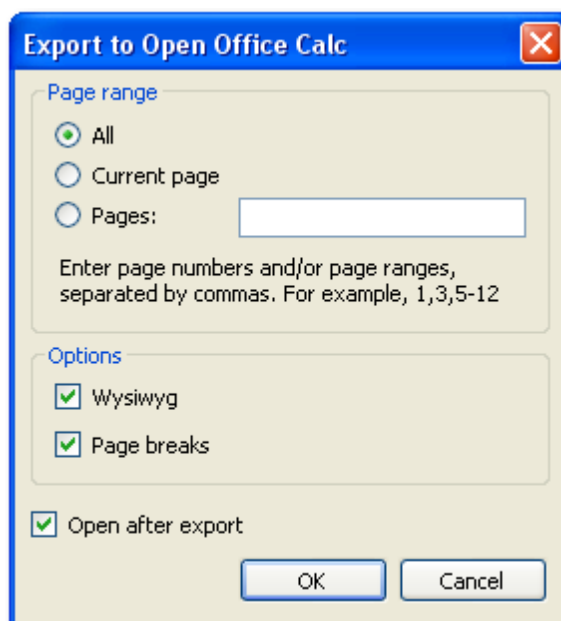 Export to Open Office Calc
Page range
All
Current page
Pages:
Enter page numbers and/or page ranges,
separated by commas. For example, 1,3,5-12
Options
Wysiwyg
Page breaks
Open after export
OK Cancel